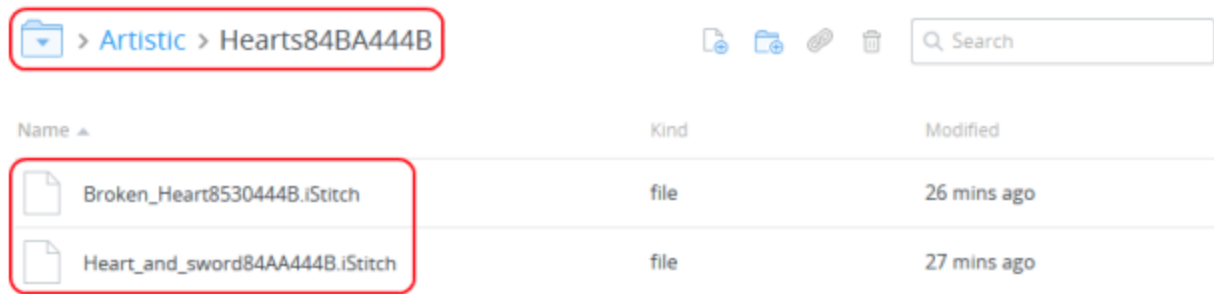 > Artistic > Hearts84BA444B Search
Name Kind Modified
Broken_Heart8530444B.iStitch file 26 mins ago
Heart_and_sword84AA444B.iStitch file 27 mins ago